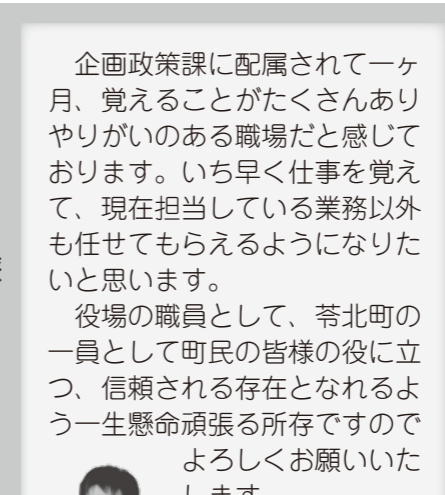 企画政策課に配属されて一ヶ
月、覚えることがたくさんあり
やりがいのある職場だと感じて
おります。いち早く仕事を覚え
て、現在担当している業務以外
も任せてもらえるようになりた
いと思います。
役場の職員として、苓北町の
一員として町民の皆様の役に立
つ、信頼される存在となれるよ
う一生懸命頑張る所存ですので
よろしくお願いいた
します